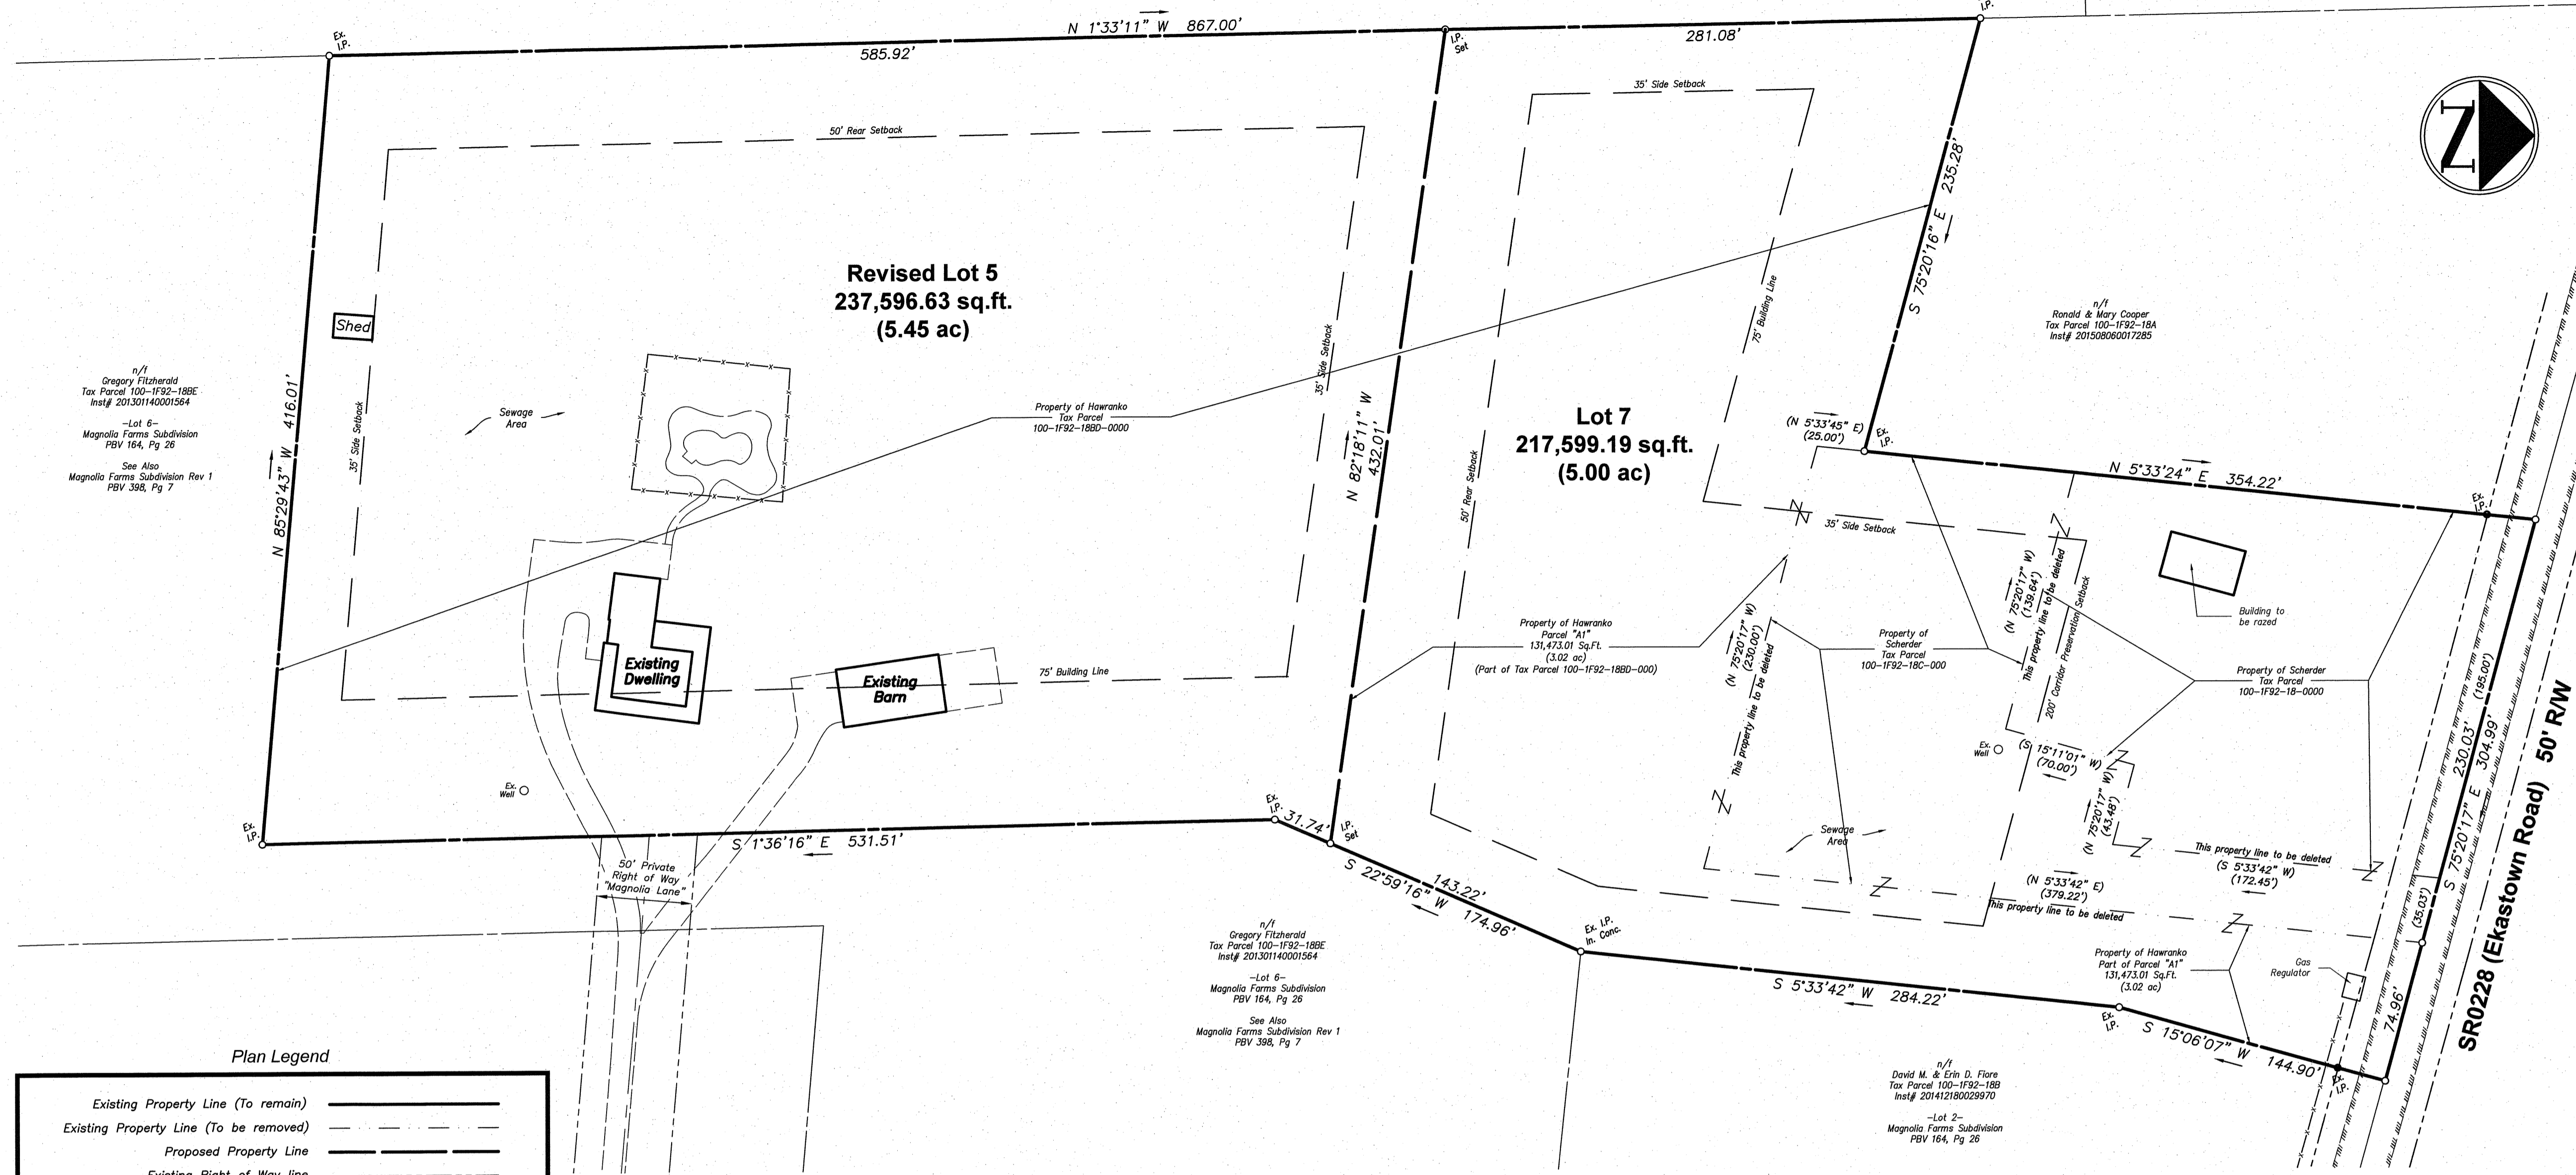 Ex.
I.P.
N 1°33'11" W 867.00'
585.92'
I.P.
Set
281.08'
I.P.
50' Rear Setback
35' Side Setback
N
S 75°20'16" E 235.28'
Revised Lot 5
237,596.63 sq.ft.
(5.45 ac)
Shed
n/f
Gregory Fitzherald
Tax Parcel 100-1F92-18BE
Inst# 201301140001564
-Lot 6-
Magnolia Farms Subdivision
PBV 164, Pg 26
See Also
Magnolia Farms Subdivision Rev 1
PBV 398, Pg 7
N 85°29'43" W 416.01'
35' Side Setback
Sewage
Area
Property of Hawranko
Tax Parcel
100-1F92-18BD-0000
35' Side Setback
N 82°18'11" W
432.01'
50' Rear Setback
75' Building Line
Lot 7
217,599.19 sq.ft.
(5.00 ac)
n/f
Ronald & Mary Cooper
Tax Parcel 100-1F92-18A
Inst# 201508060017285
(N 5°33'45" E)
(25.00')
Ex.
I.P.
N 5°33'24" E 354.22'
Ex.
I.P.
35' Side Setback
N 75°20'17" W)
(139.64')
This property line to be deleted
200' Corridor Preservation Setback
Building to
be razed
Existing
Dwelling
Existing
Barn
75' Building Line
Property of Hawranko
Parcel "A1"
131,473.01 Sq.Ft.
(3.02 ac)
(Part of Tax Parcel 100-1F92-18BD-000)
(N 75°20'17" W)
(230.00')
This property line to be deleted
Property of
Scherder
Tax Parcel
100-1F92-18C-000
Property of Scherder
Tax Parcel
100-1F92-18-0000
(195.00')
230.03'
S 75°20'17" E 304.99'
SR0228 (Ekastown Road) 50' R/W
Ex.
Well
(S 15°11'01" W)
(70.00')
(N 75°20'17" W)
(43.48')
Ex.
Well
Ex.
I.P.
S 1°36'16" E 531.51'
Ex.
I.P.
31.74'
I.P.
Set
50' Private
Right of Way
"Magnolia Lane"
S 22°59'16" W 174.96'
143.22'
Ex. I.P.
In. Conc.
Sewage
Area
This property line to be deleted
(S 5°33'42" W)
(172.45')
(N 5°33'42" E)
(379.22')
This property line to be deleted
(35.03')
n/f
Gregory Fitzherald
Tax Parcel 100-1F92-18BE
Inst# 201301140001564
-Lot 6-
Magnolia Farms Subdivision
PBV 164, Pg 26
See Also
Magnolia Farms Subdivision Rev 1
PBV 398, Pg 7
Property of Hawranko
Part of Parcel "A1"
131,473.01 Sq.Ft.
(3.02 ac)
Gas
Regulator
S 5°33'42" W 284.22'
Ex.
I.P.
S 15°06'07" W 144.90'
74.96'
Ex.
I.P.
n/f
David M. & Erin D. Fiore
Tax Parcel 100-1F92-18B
Inst# 201412180029970
-Lot 2-
Magnolia Farms Subdivision
PBV 164, Pg 26
Plan Legend
Existing Property Line (To remain)
Existing Property Line (To be removed)
Proposed Property Line
Existing Right of Way line